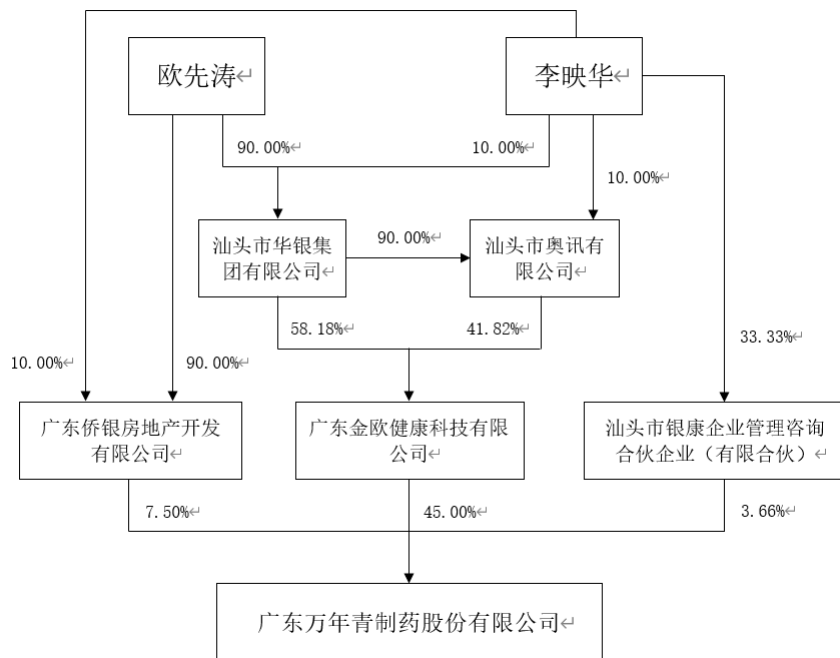 欧先涛
李映华
90.00%
10.00%
10.00%
汕头市华银集
团有限公司
90.00%
汕头市奥讯有
限公司
58.18%
41.82%
33.33%
10.00%
90.00%
广东侨银房地产开发
有限公司
广东金欧健康科技有限
公司
汕头市银康企业管理咨询
合伙企业（有限合伙）
7.50%
45.00%
3.66%
广东万年青制药股份有限公司